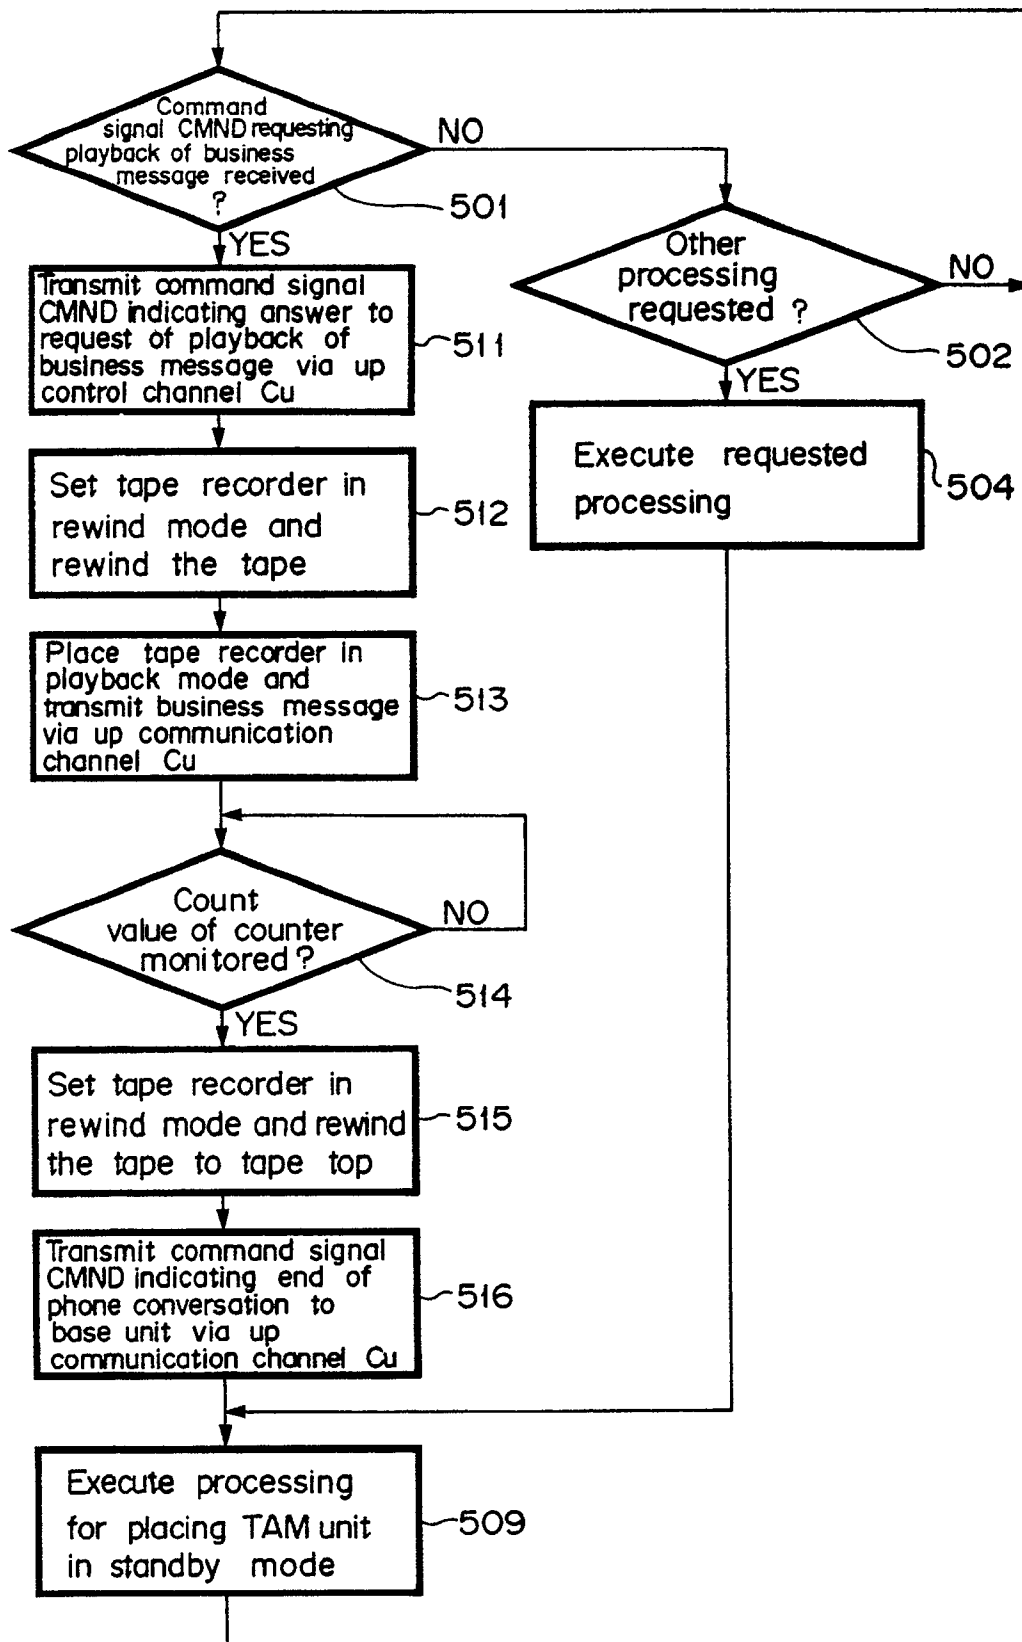 Command
signal CMND requesting
playback of business
message received
?
NO
501
YES
Other
processing
requested ?
NO
502
YES
Transmit command signal
CMND indicating answer to
request of playback of
business message via up
control channel Cu
511
Execute requested
processing
504
Set tape recorder in
rewind mode and
rewind the tape
512
Place tape recorder in
playback mode and
transmit business message
via up communication
channel Cu
513
Count
value of counter
monitored ?
NO
514
YES
Set tape recorder in
rewind mode and rewind
the tape to tape top
515
Transmit command signal
CMND indicating end of
phone conversation to
base unit via up
communication channel Cu
516
Execute processing
for placing TAM unit
in standby mode
509